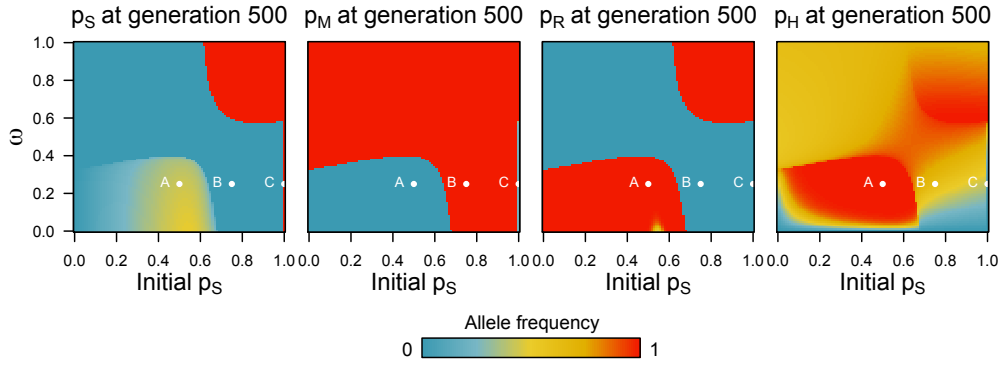 pS at generation 500 pM at generation 500 pR at generation 500 pH at generation 500
1.0
0.8
0.6
0.4
0.2
0.0
ω
A B C A B C A B C A B C
0.0 0.2 0.4 0.6 0.8 1.0 0.0 0.2 0.4 0.6 0.8 1.0 0.0 0.2 0.4 0.6 0.8 1.0 0.0 0.2 0.4 0.6 0.8 1.0
Initial pS Initial pS Initial pS Initial pS
Allele frequency
0 1